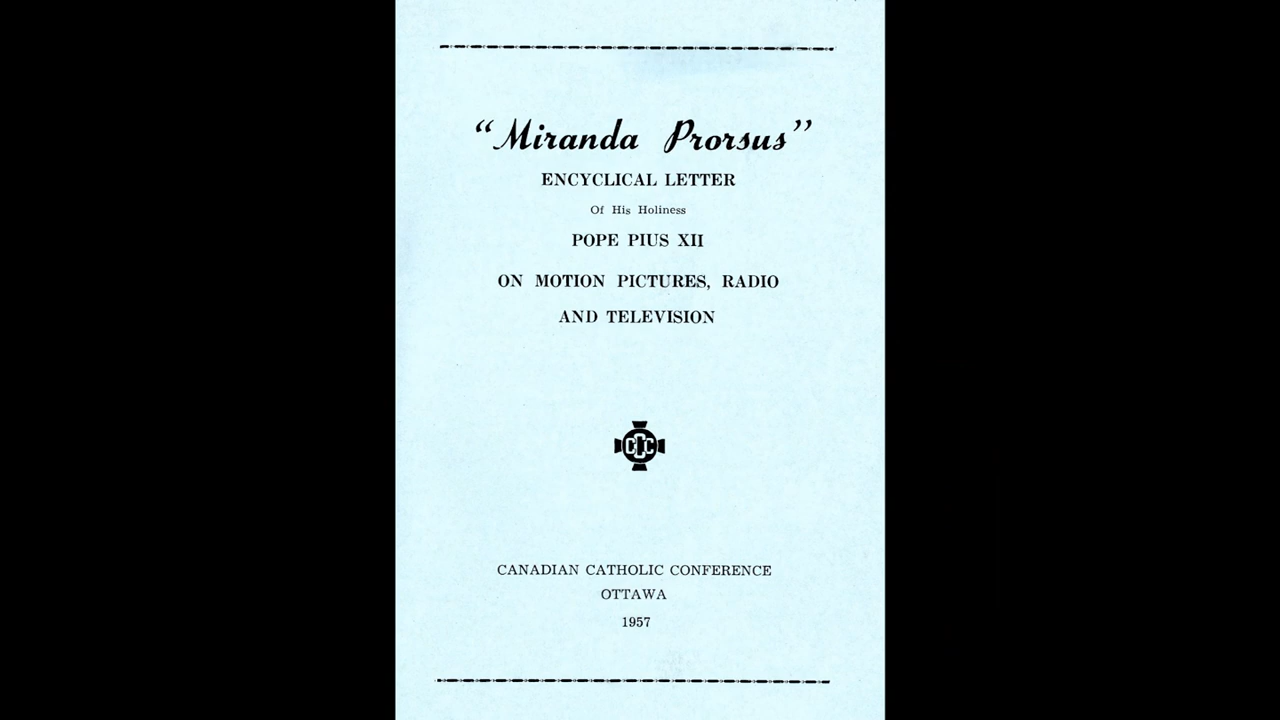 “Miranda Prorsus”
ENCYCLICAL LETTER
Of His Holiness
POPE PIUS XII
ON MOTION PICTURES, RADIO
AND TELEVISION
CCC
CANADIAN CATHOLIC CONFERENCE
OTTAWA
1957